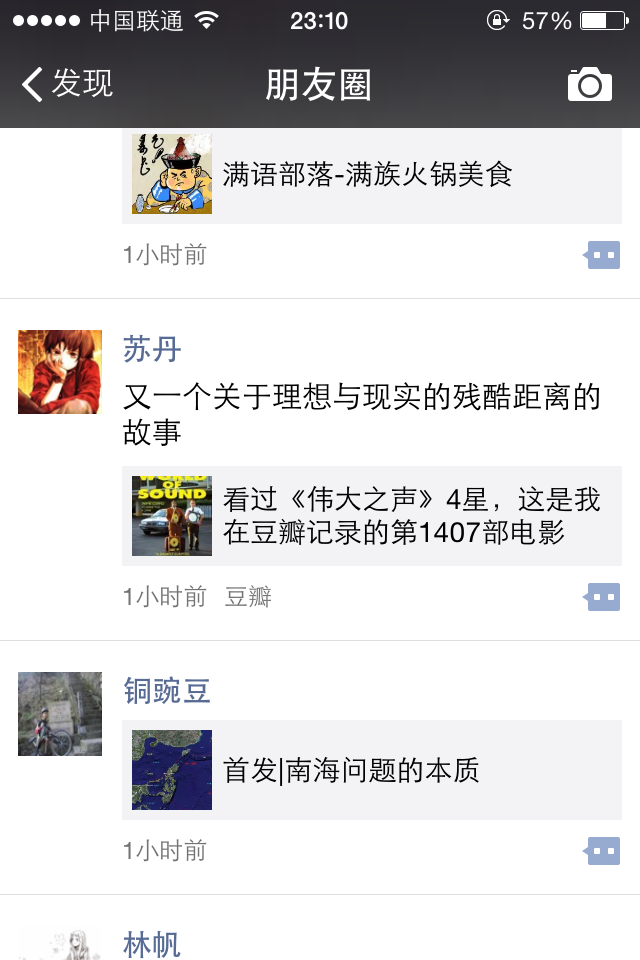 中国联通 23:10 57%
发现 朋友圈
满语部落-满族火锅美食
1小时前
苏丹
又一个关于理想与现实的残酷距离的
故事
WORLD
OF
SOUND
看过《伟大之声》4星，这是我
在豆瓣记录的第1407部电影
1小时前 豆瓣
铜豌豆
首发|南海问题的本质
1小时前
林帆